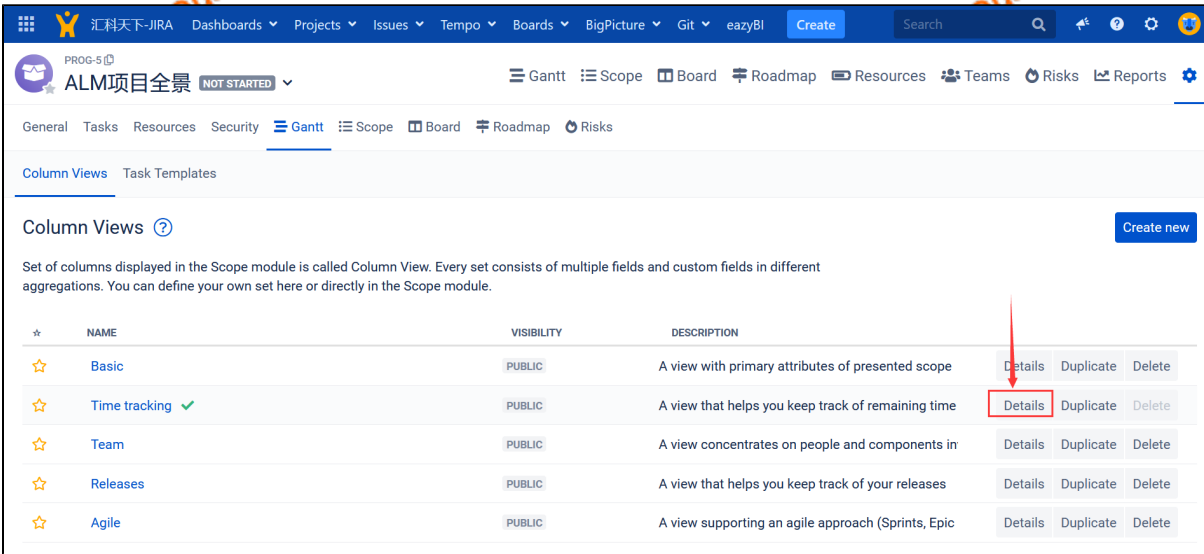 汇科天下-JIRA Dashboards Projects Issues Tempo Boards BigPicture Git eazyBI Create Search
PROG-5
ALM项目全景 NOT STARTED Gantt Scope Board Roadmap Resources Teams Risks Reports
General Tasks Resources Security Gantt Scope Board Roadmap Risks
Column Views Task Templates
Column Views ? Create new
Set of columns displayed in the Scope module is called Column View. Every set consists of multiple fields and custom fields in different
aggregations. You can define your own set here or directly in the Scope module.
NAME VISIBILITY DESCRIPTION
Basic PUBLIC A view with primary attributes of presented scope Details Duplicate Delete
Time tracking PUBLIC A view that helps you keep track of remaining time Details Duplicate Delete
Team PUBLIC A view concentrates on people and components in Details Duplicate Delete
Releases PUBLIC A view that helps you keep track of your releases Details Duplicate Delete
Agile PUBLIC A view supporting an agile approach (Sprints, Epic Details Duplicate Delete